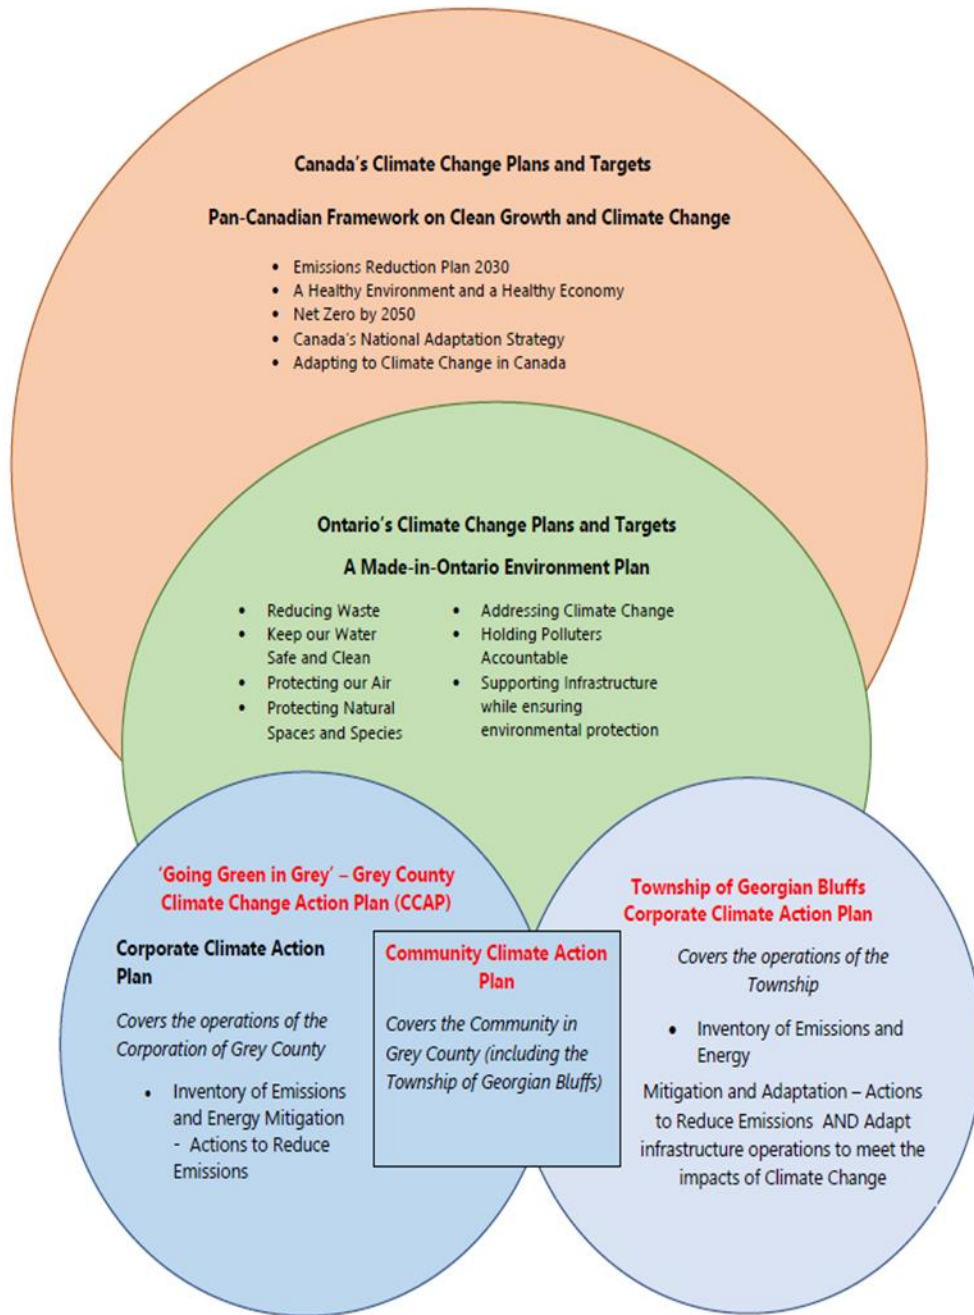 Canada's Climate Change Plans and Targets
Pan-Canadian Framework on Clean Growth and Climate Change
• Emissions Reduction Plan 2030
• A Healthy Environment and a Healthy Economy
• Net Zero by 2050
• Canada's National Adaptation Strategy
• Adapting to Climate Change in Canada
Ontario's Climate Change Plans and Targets
A Made-in-Ontario Environment Plan
• Reducing Waste
• Keep our Water
Safe and Clean
• Protecting our Air
• Protecting Natural
Spaces and Species
• Addressing Climate Change
• Holding Polluters
Accountable
• Supporting Infrastructure
while ensuring
environmental protection
'Going Green in Grey' – Grey County
Climate Change Action Plan (CCAP)
Corporate Climate Action
Plan
Covers the operations of the
Corporation of Grey County
• Inventory of Emissions
and Energy Mitigation
- Actions to Reduce
Emissions
Community Climate Action
Plan
Covers the Community in
Grey County (including the
Township of Georgian Bluffs)
Township of Georgian Bluffs
Corporate Climate Action Plan
Covers the operations of the
Township
• Inventory of Emissions and
Energy
Mitigation and Adaptation – Actions
to Reduce Emissions AND Adapt
infrastructure operations to meet the
impacts of Climate Change